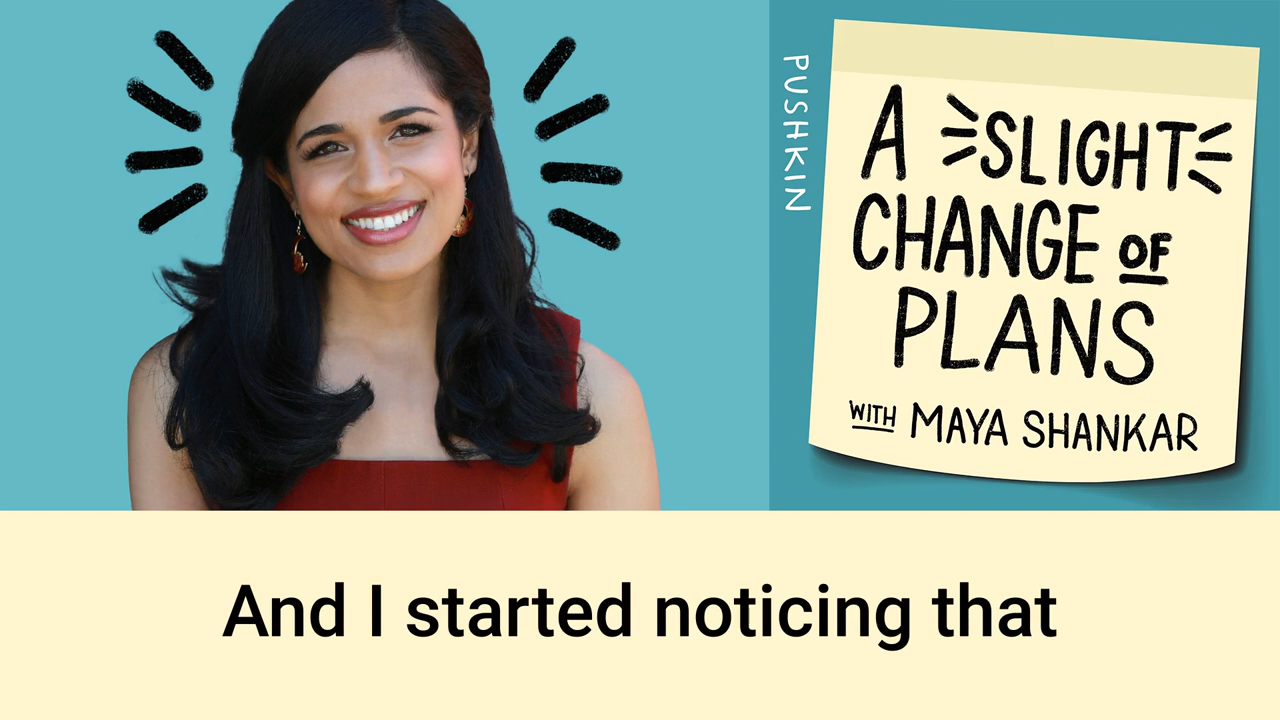 PUSHKIN
A SLIGHT
CHANGE OF
PLANS
WITH MAYA SHANKAR
And I started noticing that